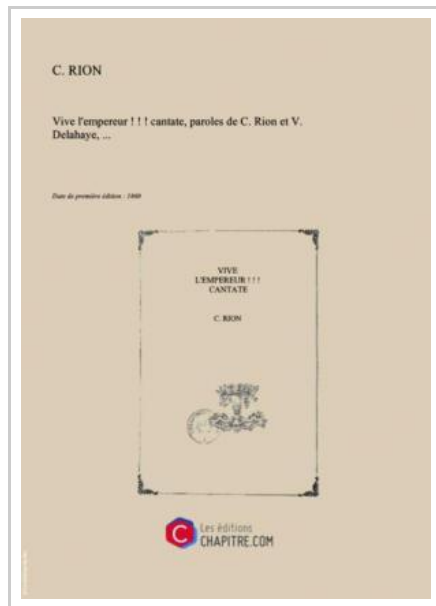 C. RION
Vive l'empereur ! ! ! cantate, paroles de C. Rion et V.
Delahaye, ...
Date de première édition :
VIVE
L'EMPEREUR ! ! !
CANTATE
C. RION
Les éditions
CHAPITRE.COM